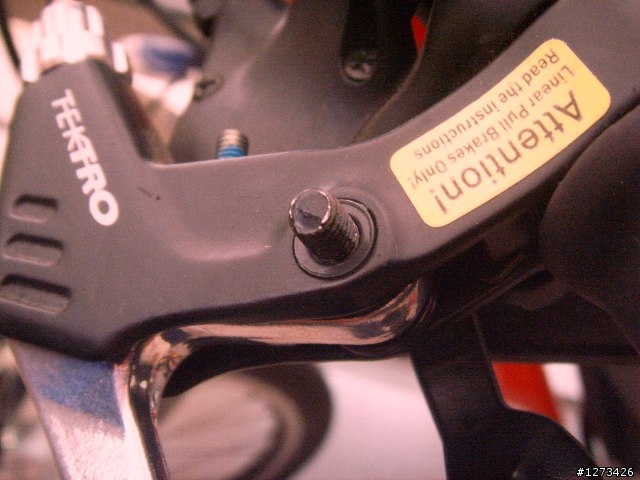 TEKTRO
Attention!
Linear Pull Brakes Only!
Read the instructions
#1273426